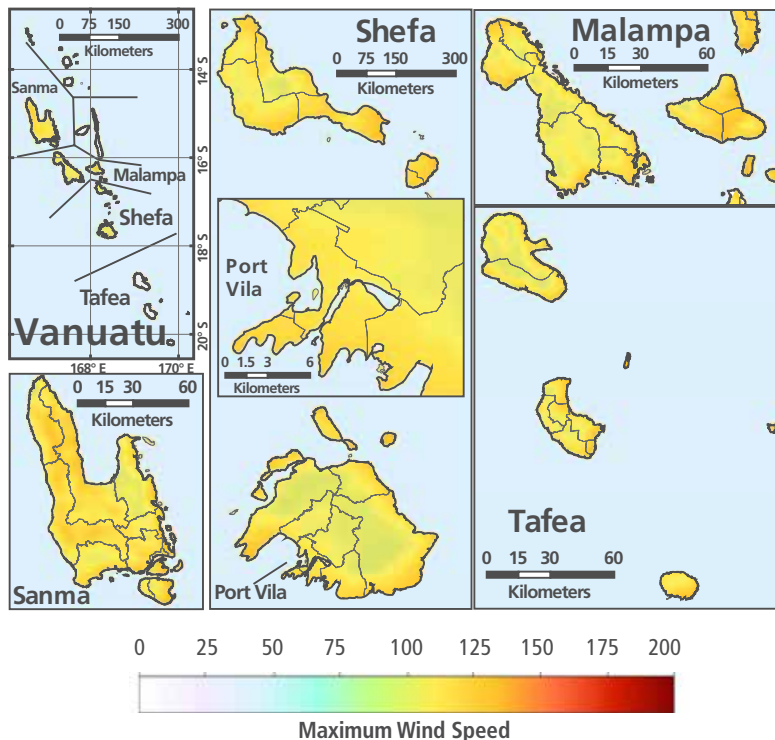 0 75 150 300
Kilometers
Sanma
Malampa
Shefa
Tafea
Vanuatu
14° S
16° S
18° S
20° S
168° E
170° E
Shefa
0 75 150 300
Kilometers
Malampa
0 15 30 60
Kilometers
Port
Vila
0 1.5 3 6
Kilometers
0 15 30 60
Kilometers
Sanma
Port Vila
Tafea
0 15 30 60
Kilometers
0 25 50 75 100 125 150 175 200
Maximum Wind Speed